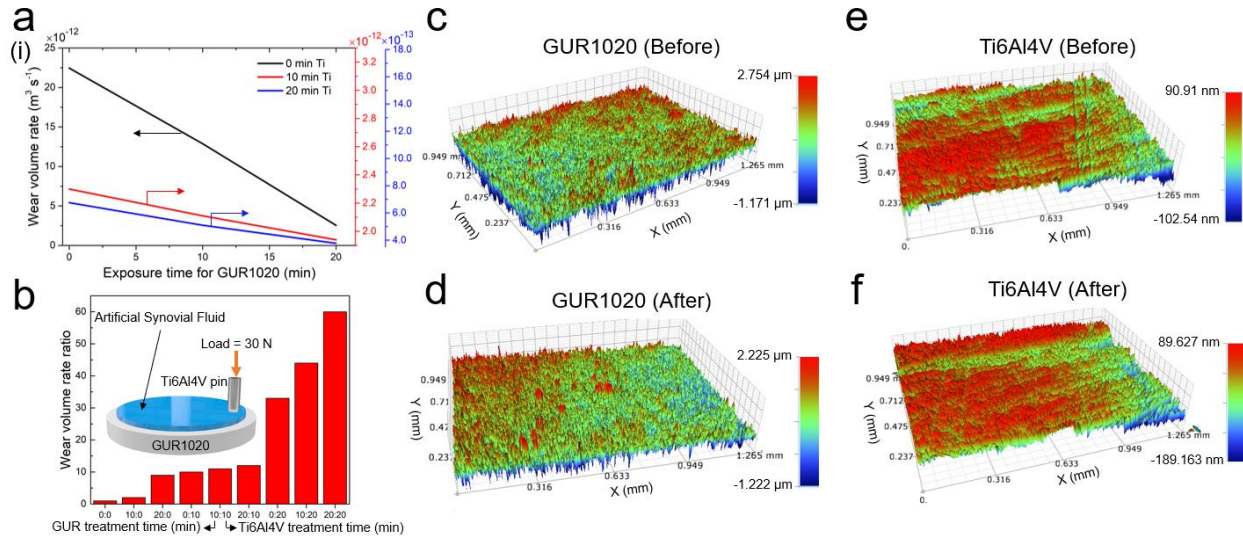 a
(i)
×10⁻¹²
25
20
15
10
5
0
Wear volume rate (m³ s⁻¹)
0 5 10 15 20
Exposure time for GUR1020 (min)
0 min Ti
10 min Ti
20 min Ti
×10⁻¹²
3.2
3.0
2.8
2.6
2.4
2.2
2.0
×10⁻¹³
18.0
16.0
14.0
12.0
10.0
8.0
6.0
4.0
b
Wear volume rate ratio
60
50
40
30
20
10
0
Artificial Synovial Fluid
Load = 30 N
Ti6Al4V pin
GUR1020
0:0 10:0 20:0 0:10 10:10 20:10 0:20 10:20 20:20
GUR treatment time (min)
Ti6Al4V treatment time (min)
c
GUR1020 (Before)
2.754 µm
-1.171 µm
0.949 mm
0.712
0.475
0.237
Y (mm)
0.316
0.633
0.949
1.265 mm
X (mm)
d
GUR1020 (After)
2.225 µm
-1.222 µm
0.949
0.712
0.47
0.23
Y (mm)
0.316
0.633
0.949
1.265 mm
X (mm)
e
Ti6Al4V (Before)
90.91 nm
-102.54 nm
0.949
0.71
0.47
0.23
Y (mm)
0.
0.316
0.633
0.949
1.265 mm
X (mm)
f
Ti6Al4V (After)
89.627 nm
-189.163 nm
0.949 m
0.712
0.47
0.237
Y (mm)
0.
0.316
0.633
0.949
1.265 mm
X (mm)